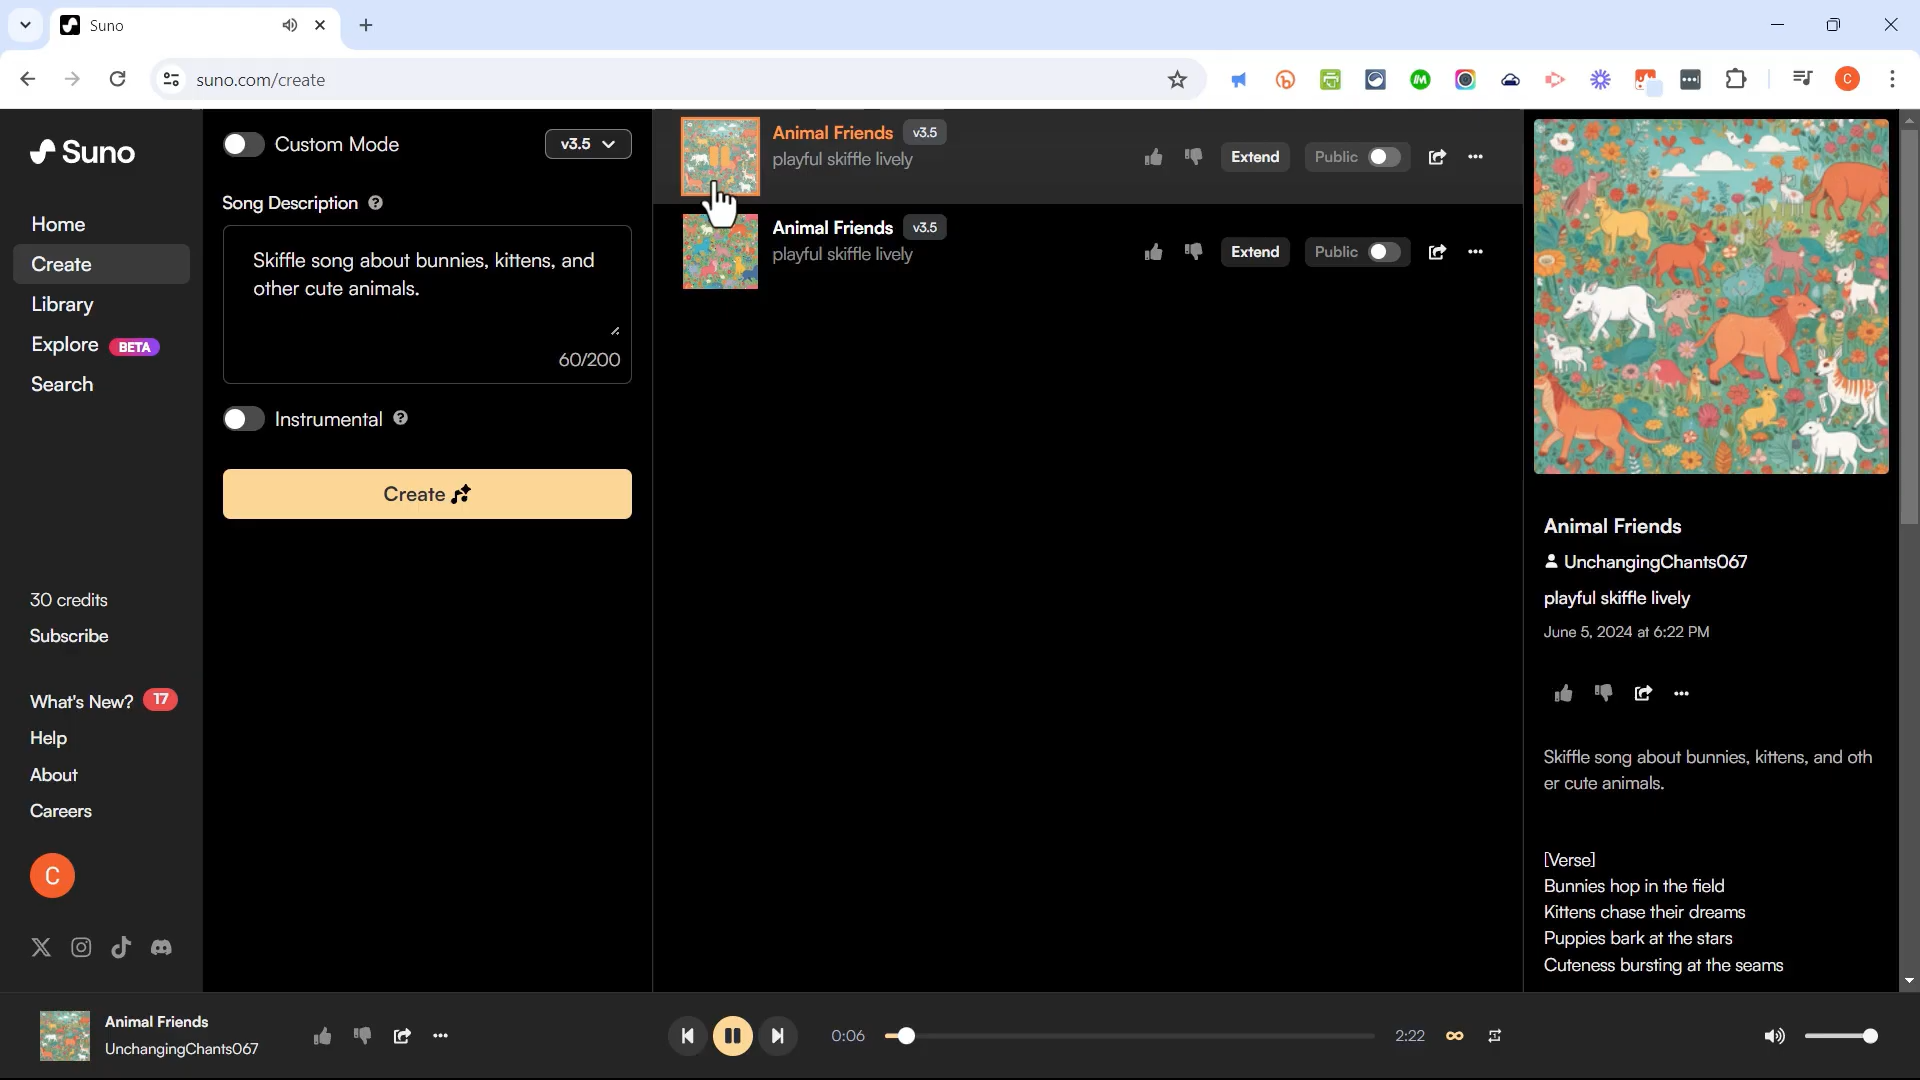 Suno
suno.com/create
C
Suno
Home
Create
Library
Explore BETA
Search
30 credits
Subscribe
What's New? 17
Help
About
Careers
C
Custom Mode
v3.5
Song Description ?
Skiffle song about bunnies, kittens, and
other cute animals.
60/200
Instrumental ?
Create
Animal Friends v3.5
playful skiffle lively
Extend
Public
Animal Friends v3.5
playful skiffle lively
Extend
Public
Animal Friends
UnchangingChants067
playful skiffle lively
June 5, 2024 at 6:22 PM
Skiffle song about bunnies, kittens, and oth
er cute animals.
[Verse]
Bunnies hop in the field
Kittens chase their dreams
Puppies bark at the stars
Cuteness bursting at the seams
Animal Friends
UnchangingChants067
0:06
2:22